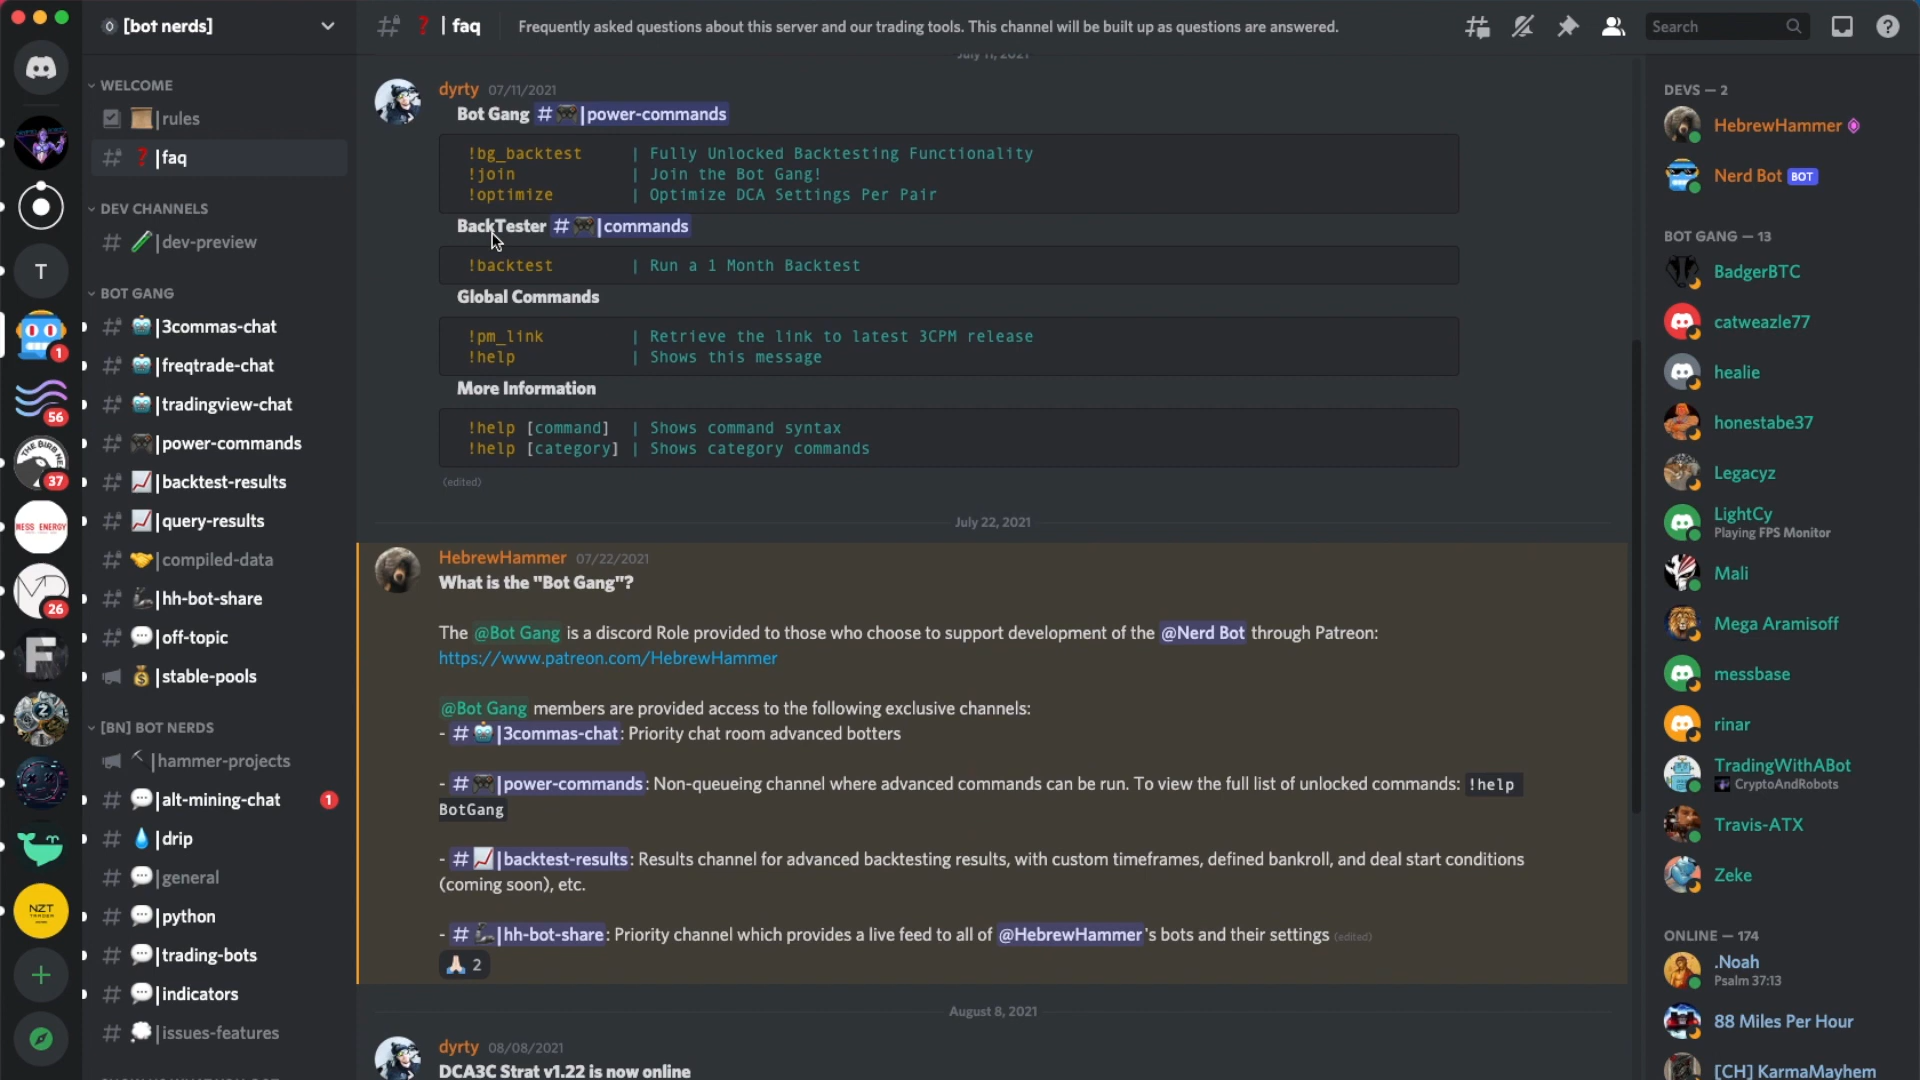 [bot nerds]
| faq
Frequently asked questions about this server and our trading tools. This channel will be built up as questions are answered.
Search
WELCOME
|rules
|faq
DEV CHANNELS
|dev-preview
BOT GANG
|3commas-chat
|freqtrade-chat
|tradingview-chat
|power-commands
|backtest-results
|query-results
|compiled-data
|hh-bot-share
|off-topic
|stable-pools
[BN] BOT NERDS
|hammer-projects
|alt-mining-chat 1
|drip
|general
|python
|trading-bots
|indicators
|issues-features
T
1
56
37
MESS ENERGY
26
F
NZT
July 11, 2021
dyrty 07/11/2021
Bot Gang # |power-commands
!bg_backtest | Fully Unlocked Backtesting Functionality
!join | Join the Bot Gang!
!optimize | Optimize DCA Settings Per Pair
BackTester # |commands
!backtest | Run a 1 Month Backtest
Global Commands
!pm_link | Retrieve the link to latest 3CPM release
!help | Shows this message
More Information
!help [command] | Shows command syntax
!help [category] | Shows category commands
(edited)
July 22, 2021
HebrewHammer 07/22/2021
What is the "Bot Gang"?
The @Bot Gang is a discord Role provided to those who choose to support development of the @Nerd Bot through Patreon:
https://www.patreon.com/HebrewHammer
@Bot Gang members are provided access to the following exclusive channels:
- # |3commas-chat: Priority chat room advanced botters
- # |power-commands: Non-queueing channel where advanced commands can be run. To view the full list of unlocked commands: !help
BotGang
- # |backtest-results: Results channel for advanced backtesting results, with custom timeframes, defined bankroll, and deal start conditions
(coming soon), etc.
- # |hh-bot-share: Priority channel which provides a live feed to all of @HebrewHammer's bots and their settings (edited)
2
August 8, 2021
dyrty 08/08/2021
DCA3C Strat v1.22 is now online
DEVS — 2
HebrewHammer
Nerd Bot BOT
BOT GANG — 13
BadgerBTC
catweazle77
healie
honestabe37
Legacyz
LightCy
Playing FPS Monitor
Mali
Mega Aramisoff
messbase
rinar
TradingWithABot
CryptoAndRobots
Travis-ATX
Zeke
ONLINE — 174
.Noah
Psalm 37:13
88 Miles Per Hour
[CH] KarmaMayhem